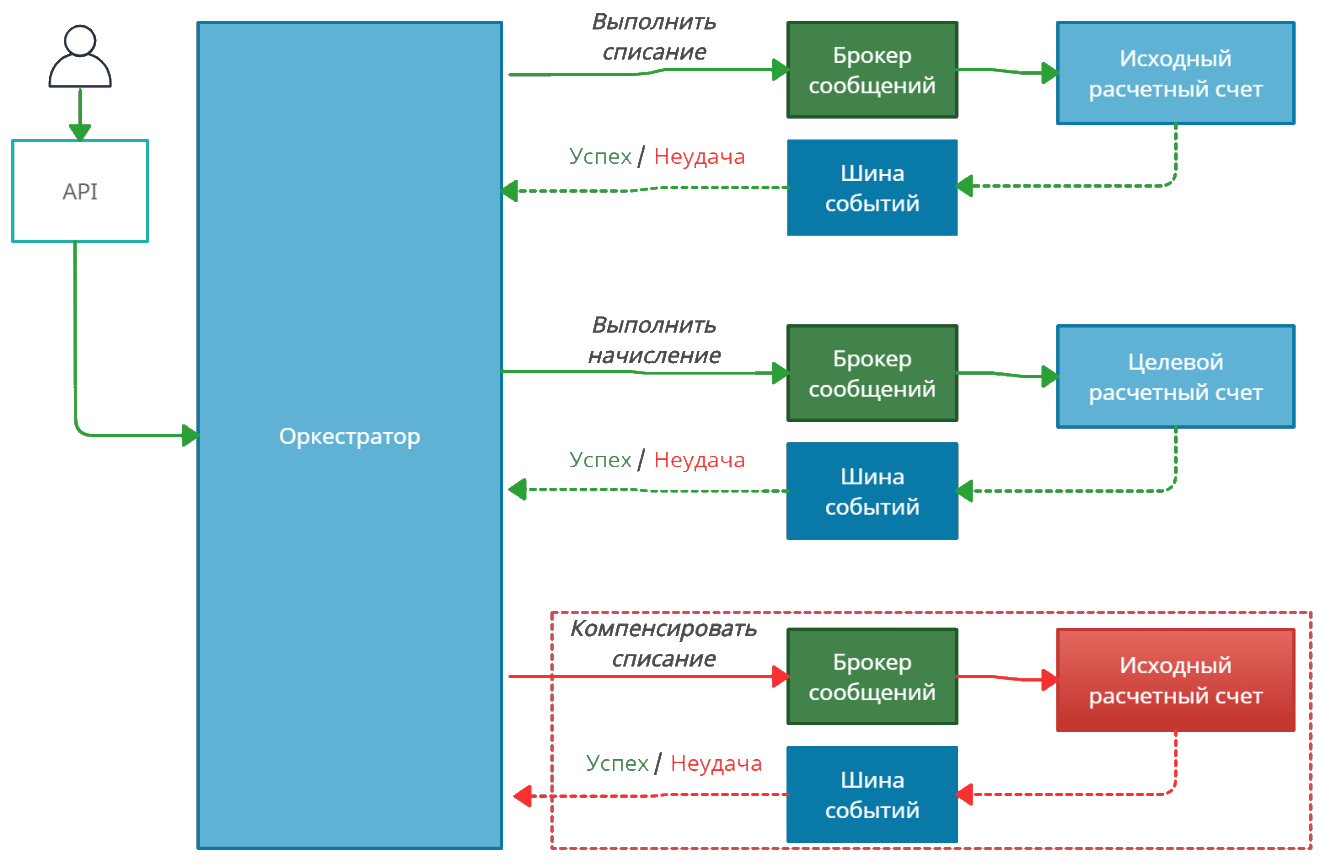 Выполнить
списание
Брокер
сообщений
Исходный
расчетный счет
API
Успех / Неудача
Шина
событий
Выполнить
начисление
Брокер
сообщений
Целевой
расчетный счет
Оркестратор
Успех / Неудача
Шина
событий
Компенсировать
списание
Брокер
сообщений
Исходный
расчетный счет
Успех / Неудача
Шина
событий